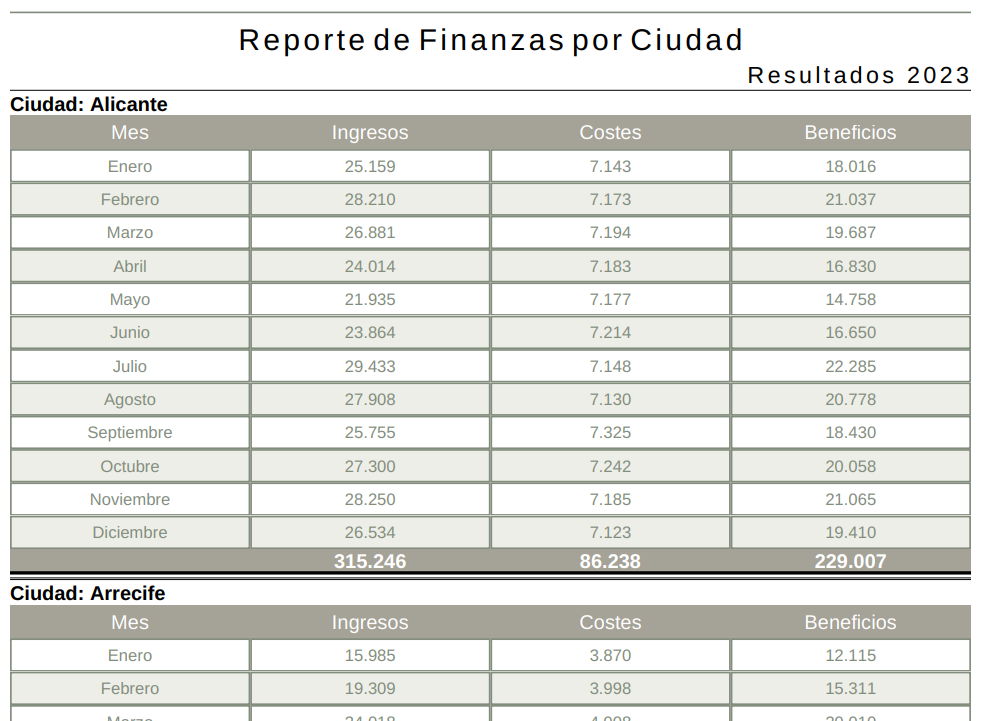 Reporte de Finanzas por Ciudad
Resultados 2023
Ciudad: Alicante
Mes Ingresos Costes Beneficios
Enero 25.159 7.143 18.016
Febrero 28.210 7.173 21.037
Marzo 26.881 7.194 19.687
Abril 24.014 7.183 16.830
Mayo 21.935 7.177 14.758
Junio 23.864 7.214 16.650
Julio 29.433 7.148 22.285
Agosto 27.908 7.130 20.778
Septiembre 25.755 7.325 18.430
Octubre 27.300 7.242 20.058
Noviembre 28.250 7.185 21.065
Diciembre 26.534 7.123 19.410
315.246 86.238 229.007
Ciudad: Arrecife
Mes Ingresos Costes Beneficios
Enero 15.985 3.870 12.115
Febrero 19.309 3.998 15.311
Marzo